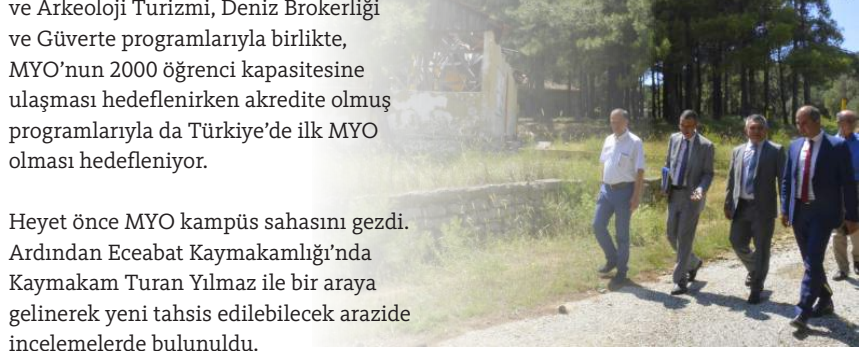 ve Arkeoloji Turizmi, Deniz Brokerliği
ve Güverte programlarıyla birlikte,
MYO’nun 2000 öğrenci kapasitesine
ulaşması hedeflenirken akredite olmuş
programlarıyla da Türkiye’de ilk MYO
olması hedefleniyor.

Heyet önce MYO kampüs sahasını gezdi.
Ardından Eceabat Kaymakamlığı’nda
Kaymakam Turan Yılmaz ile bir araya
gelinerek yeni tahsis edilebilecek arazide
incelemelerde bulunuldu.